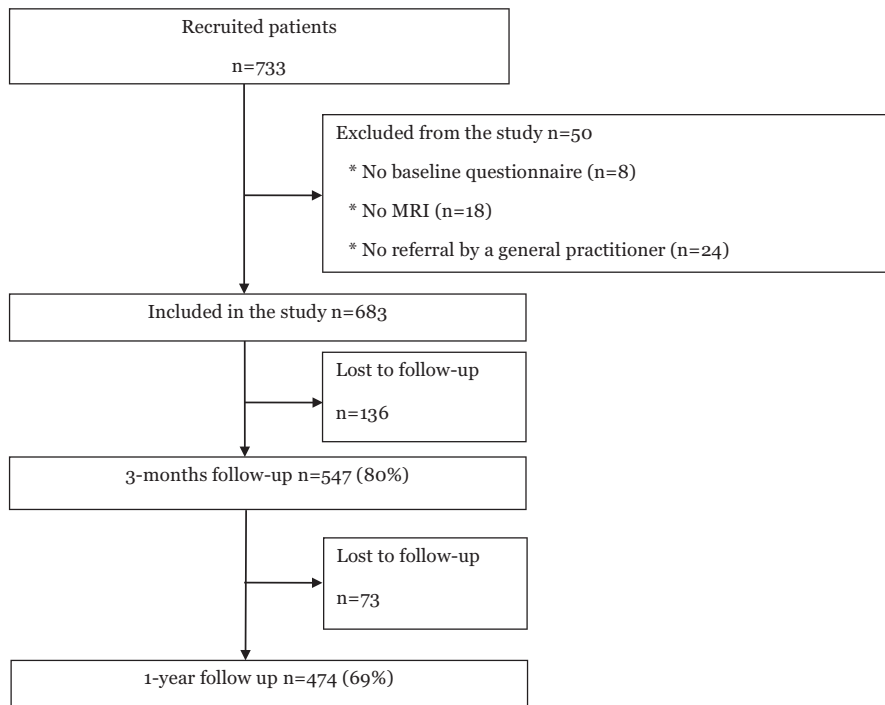 Recruited patients
n=733
Excluded from the study n=50
* No baseline questionnaire (n=8)
* No MRI (n=18)
* No referral by a general practitioner (n=24)
Included in the study n=683
Lost to follow-up
n=136
3-months follow-up n=547 (80%)
Lost to follow-up
n=73
1-year follow up n=474 (69%)